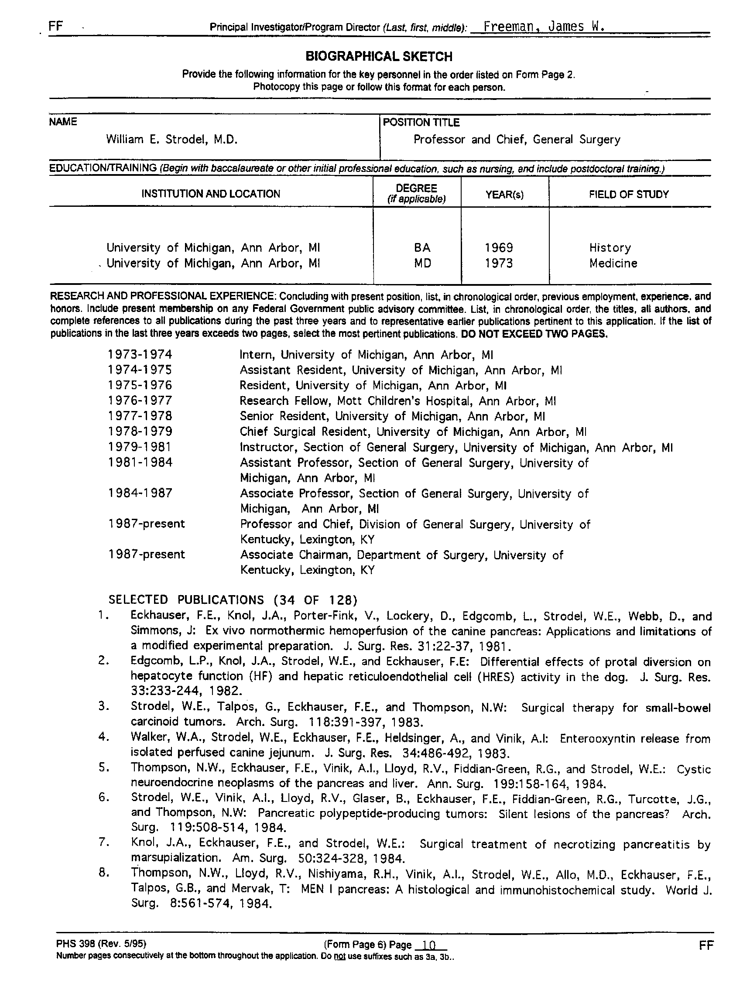 FF Principal Investigator/Program Director (Last, first, middle): Freeman, James W.
BIOGRAPHICAL SKETCH
Provide the following information for the key personnel in the order listed on Form Page 2.
Photocopy this page or follow this format for each person.
NAME POSITION TITLE
William E. Strodel, M.D. Professor and Chief, General Surgery
EDUCATION/TRAINING (Begin with baccalaureate or other initial professional education, such as nursing, and include postdoctoral training.)
INSTITUTION AND LOCATION DEGREE (if applicable) YEAR(s) FIELD OF STUDY
University of Michigan, Ann Arbor, MI BA 1969 History
University of Michigan, Ann Arbor, MI MD 1973 Medicine
RESEARCH AND PROFESSIONAL EXPERIENCE: Concluding with present position, list, in chronological order, previous employment, experience, and
honors. Include present membership on any Federal Government public advisory committee. List, in chronological order, the titles, all authors, and
complete references to all publications during the past three years and to representative earlier publications pertinent to this application. If the list of
publications in the last three years exceeds two pages, select the most pertinent publications. DO NOT EXCEED TWO PAGES.
1973-1974 Intern, University of Michigan, Ann Arbor, MI
1974-1975 Assistant Resident, University of Michigan, Ann Arbor, MI
1975-1976 Resident, University of Michigan, Ann Arbor, MI
1976-1977 Research Fellow, Mott Children's Hospital, Ann Arbor, MI
1977-1978 Senior Resident, University of Michigan, Ann Arbor, MI
1978-1979 Chief Surgical Resident, University of Michigan, Ann Arbor, MI
1979-1981 Instructor, Section of General Surgery, University of Michigan, Ann Arbor, MI
1981-1984 Assistant Professor, Section of General Surgery, University of
Michigan, Ann Arbor, MI
1984-1987 Associate Professor, Section of General Surgery, University of
Michigan, Ann Arbor, MI
1987-present Professor and Chief, Division of General Surgery, University of
Kentucky, Lexington, KY
1987-present Associate Chairman, Department of Surgery, University of
Kentucky, Lexington, KY
SELECTED PUBLICATIONS (34 OF 128)
1. Eckhauser, F.E., Knol, J.A., Porter-Fink, V., Lockery, D., Edgcomb, L., Strodel, W.E., Webb, D., and
Simmons, J: Ex vivo normothermic hemoperfusion of the canine pancreas: Applications and limitations of
a modified experimental preparation. J. Surg. Res. 31:22-37, 1981.
2. Edgcomb, L.P., Knol, J.A., Strodel, W.E., and Eckhauser, F.E: Differential effects of protal diversion on
hepatocyte function (HF) and hepatic reticuloendothelial cell (HRES) activity in the dog. J. Surg. Res.
33:233-244, 1982.
3. Strodel, W.E., Talpos, G., Eckhauser, F.E., and Thompson, N.W: Surgical therapy for small-bowel
carcinoid tumors. Arch. Surg. 118:391-397, 1983.
4. Walker, W.A., Strodel, W.E., Eckhauser, F.E., Heldsinger, A., and Vinik, A.I: Enterooxyntin release from
isolated perfused canine jejunum. J. Surg. Res. 34:486-492, 1983.
5. Thompson, N.W., Eckhauser, F.E., Vinik, A.I., Lloyd, R.V., Fiddian-Green, R.G., and Strodel, W.E.: Cystic
neuroendocrine neoplasms of the pancreas and liver. Ann. Surg. 199:158-164, 1984.
6. Strodel, W.E., Vinik, A.I., Lloyd, R.V., Glaser, B., Eckhauser, F.E., Fiddian-Green, R.G., Turcotte, J.G.,
and Thompson, N.W: Pancreatic polypeptide-producing tumors: Silent lesions of the pancreas? Arch.
Surg. 119:508-514, 1984.
7. Knol, J.A., Eckhauser, F.E., and Strodel, W.E.: Surgical treatment of necrotizing pancreatitis by
marsupialization. Am. Surg. 50:324-328, 1984.
8. Thompson, N.W., Lloyd, R.V., Nishiyama, R.H., Vinik, A.I., Strodel, W.E., Allo, M.D., Eckhauser, F.E.,
Talpos, G.B., and Mervak, T: MEN I pancreas: A histological and immunohistochemical study. World J.
Surg. 8:561-574, 1984.
PHS 398 (Rev. 5/95) (Form Page 6) Page 10 FF
Number pages consecutively at the bottom throughout the application. Do not use suffixes such as 3a, 3b..